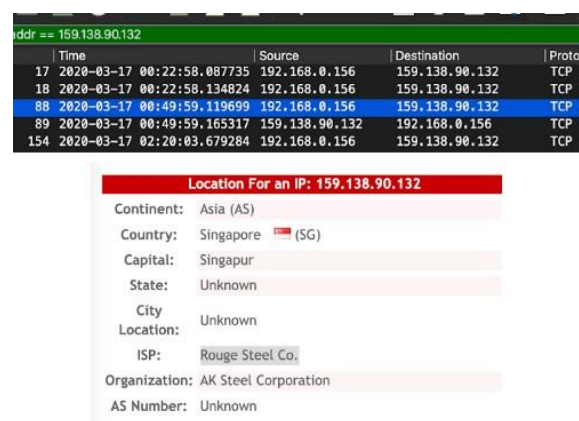 addr == 159.138.90.132
Time Source Destination Proto
17 2020-03-17 00:22:58.087735 192.168.0.156 159.138.90.132 TCP
18 2020-03-17 00:22:58.134824 192.168.0.156 159.138.90.132 TCP
88 2020-03-17 00:49:59.119699 192.168.0.156 159.138.90.132 TCP
89 2020-03-17 00:49:59.165317 159.138.90.132 192.168.0.156 TCP
154 2020-03-17 02:20:03.679284 192.168.0.156 159.138.90.132 TCP
Location For an IP: 159.138.90.132
Continent: Asia (AS)
Country: Singapore (SG)
Capital: Singapur
State: Unknown
City
Location: Unknown
ISP: Rouge Steel Co.
Organization: AK Steel Corporation
AS Number: Unknown